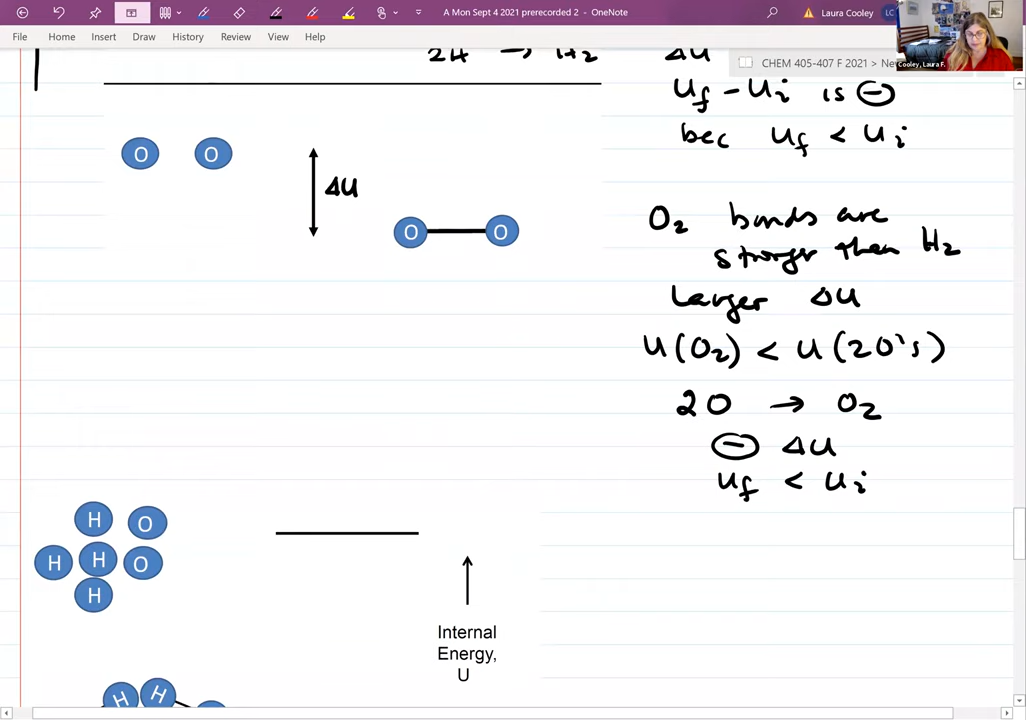 A Mon Sept 4 2021 prerecorded 2 - OneNote
Laura Cooley
LC
File Home Insert Draw History Review View Help
CHEM 405-407 F 2021 > Ne
Cooley, Laura F.
2H → H₂ ΔU
Uf - Ui is ⊖
bec Uf < Ui
O O
ΔU
O O
O₂ bonds are
stronger than H₂
Larger ΔU
U(O₂) < U(2O's)
2O → O₂
⊖ ΔU
Uf < Ui
H O
H H O
H
Internal
Energy,
U
H H